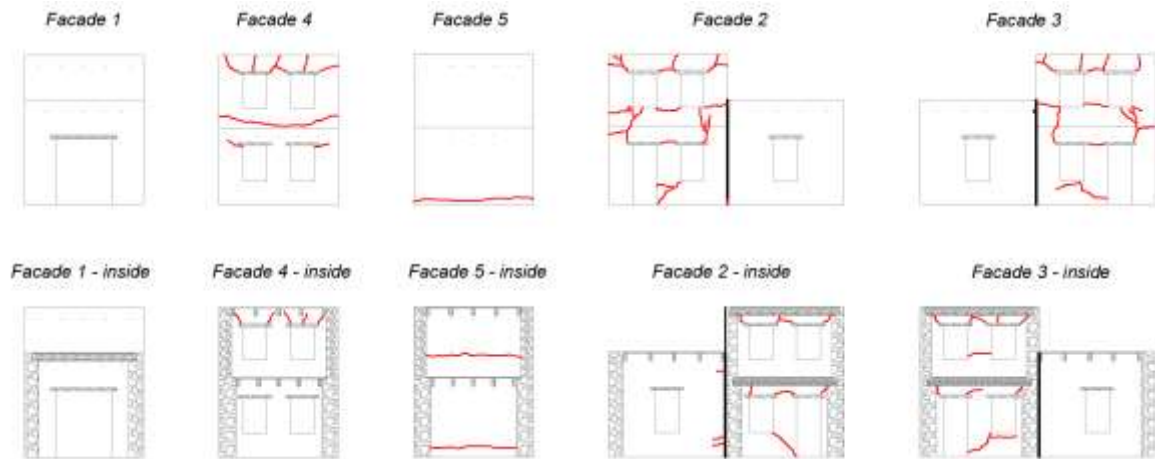 Facade 1
Facade 4
Facade 5
Facade 2
Facade 3
Facade 1 - inside
Facade 4 - inside
Facade 5 - inside
Facade 2 - inside
Facade 3 - inside